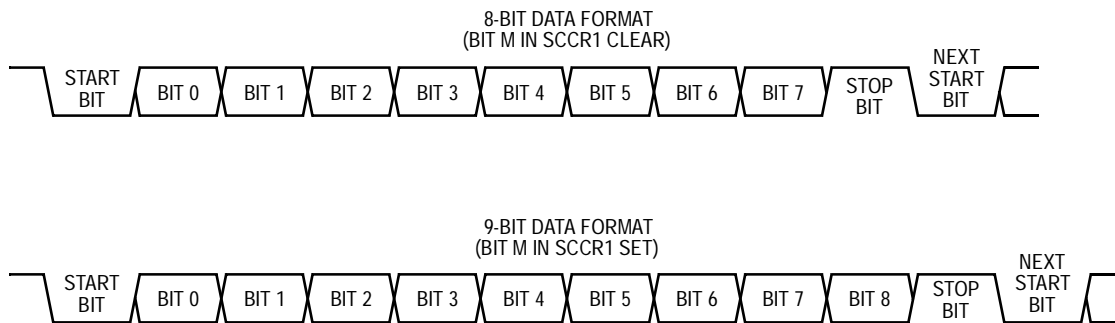 8-BIT DATA FORMAT
(BIT M IN SCCR1 CLEAR)
START
BIT
BIT 0
BIT 1
BIT 2
BIT 3
BIT 4
BIT 5
BIT 6
BIT 7
STOP
BIT
NEXT
START
BIT
9-BIT DATA FORMAT
(BIT M IN SCCR1 SET)
START
BIT
BIT 0
BIT 1
BIT 2
BIT 3
BIT 4
BIT 5
BIT 6
BIT 7
BIT 8
STOP
BIT
NEXT
START
BIT